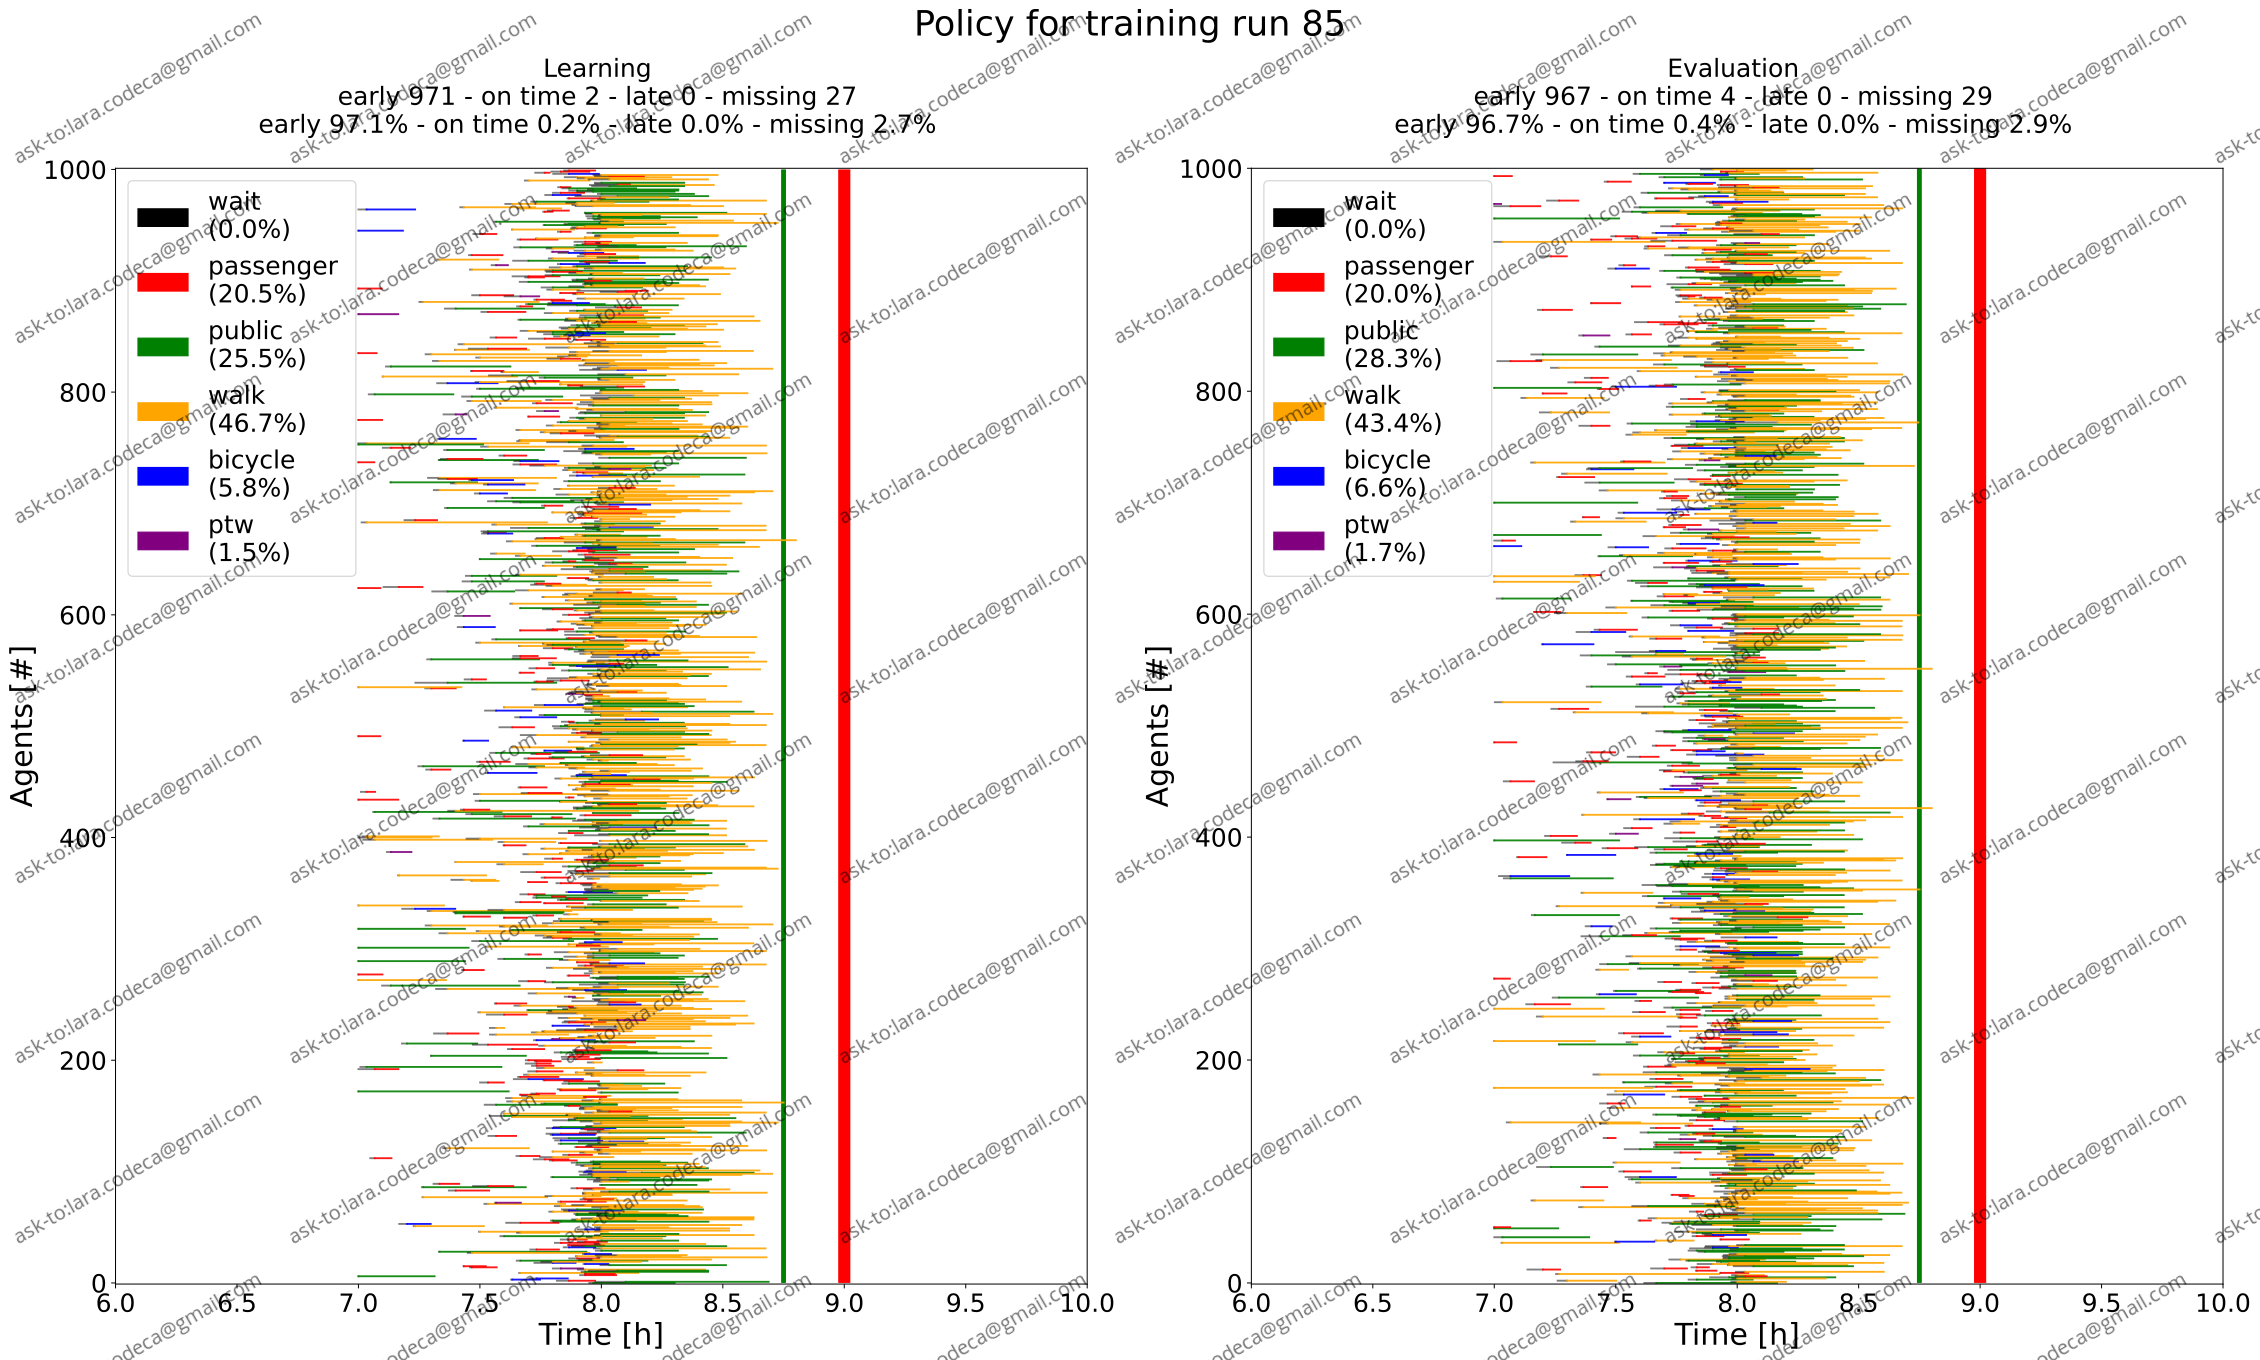 Policy for training run 85
Learning
early 971 - on time 2 - late 0 - missing 27
early 97.1% - on time 0.2% - late 0.0% - missing 2.7%
Agents [#]
1000
800
600
400
200
0
wait
(0.0%)
passenger
(20.5%)
public
(25.5%)
walk
(46.7%)
bicycle
(5.8%)
ptw
(1.5%)
6.0 6.5 7.0 7.5 8.0 8.5 9.0 9.5 10.0
Time [h]
Evaluation
early 967 - on time 4 - late 0 - missing 29
early 96.7% - on time 0.4% - late 0.0% - missing 2.9%
Agents [#]
1000
800
600
400
200
0
wait
(0.0%)
passenger
(20.0%)
public
(28.3%)
walk
(43.4%)
bicycle
(6.6%)
ptw
(1.7%)
6.0 6.5 7.0 7.5 8.0 8.5 9.0 9.5 10.0
Time [h]
ask-to:lara.codeca@gmail.com